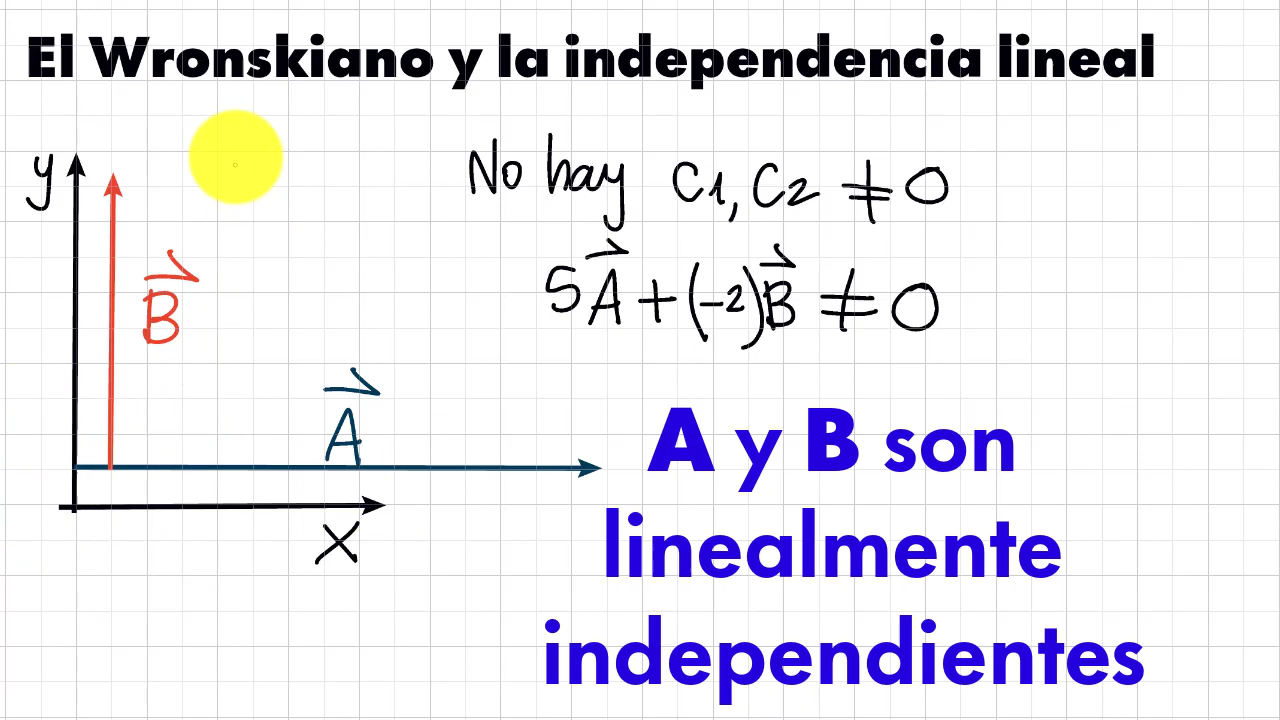 El Wronskiano y la independencia lineal
y
No hay C1, C2 ≠ 0
5A⃗ + (-2)B⃗ ≠ 0
B⃗
A⃗
x
A y B son
linealmente
independientes